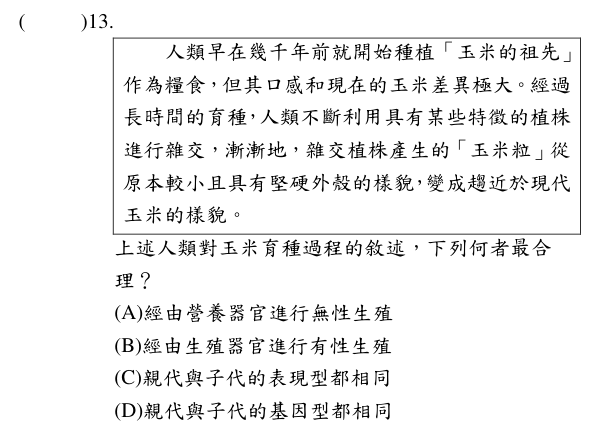 (　　)13.
　　人類早在幾千年前就開始種植「玉米的祖先」
作為糧食，但其口感和現在的玉米差異極大。經過
長時間的育種，人類不斷利用具有某些特徵的植株
進行雜交，漸漸地，雜交植株產生的「玉米粒」從
原本較小且具有堅硬外殼的樣貌，變成趨近於現代
玉米的樣貌。
上述人類對玉米育種過程的敘述，下列何者最合
理？
(A)經由營養器官進行無性生殖
(B)經由生殖器官進行有性生殖
(C)親代與子代的表現型都相同
(D)親代與子代的基因型都相同